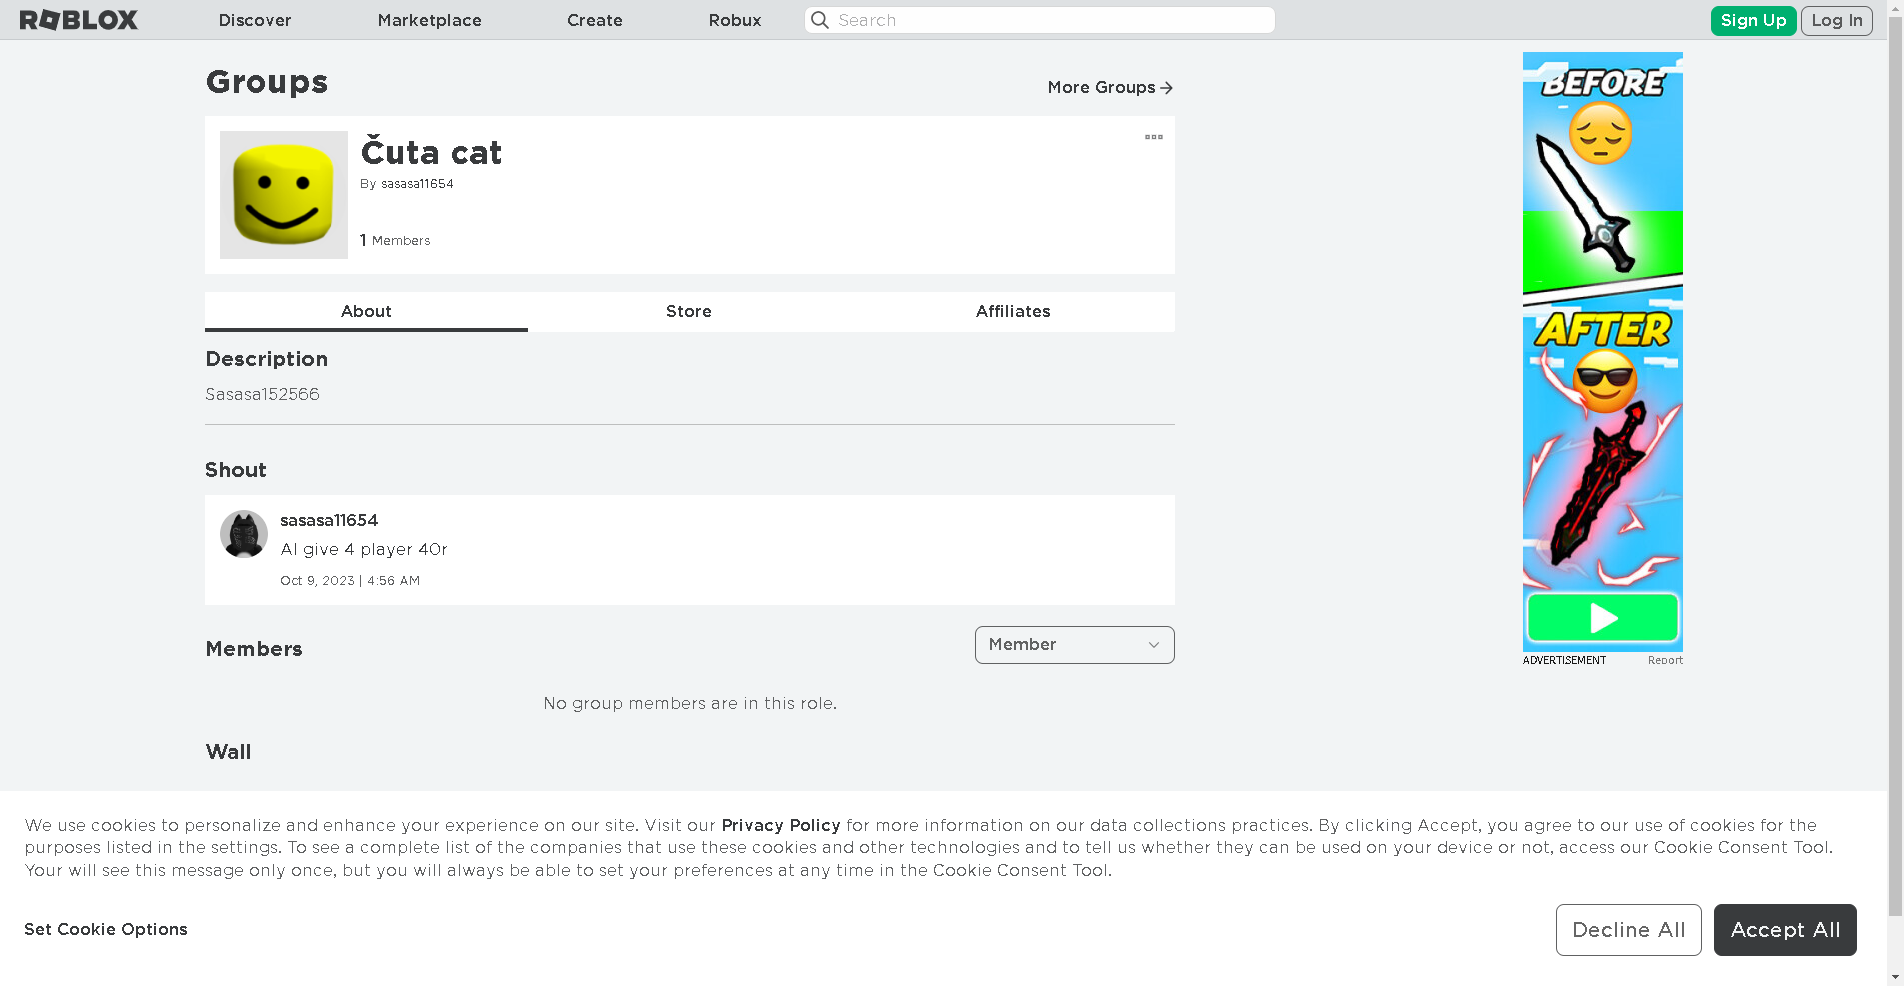 ROBLOX Discover Marketplace Create Robux Search Sign Up Log In
Groups
More Groups
Čuta cat
By sasasa11654
1 Members
About Store Affiliates
Description
Sasasa152566
Shout
sasasa11654
AI give 4 player 40r
Oct 9, 2023 | 4:56 AM
Members
Member
No group members are in this role.
Wall
BEFORE
AFTER
ADVERTISEMENT Report
We use cookies to personalize and enhance your experience on our site. Visit our Privacy Policy for more information on our data collections practices. By clicking Accept, you agree to our use of cookies for the
purposes listed in the settings. To see a complete list of the companies that use these cookies and other technologies and to tell us whether they can be used on your device or not, access our Cookie Consent Tool.
Your will see this message only once, but you will always be able to set your preferences at any time in the Cookie Consent Tool.
Set Cookie Options
Decline All
Accept All